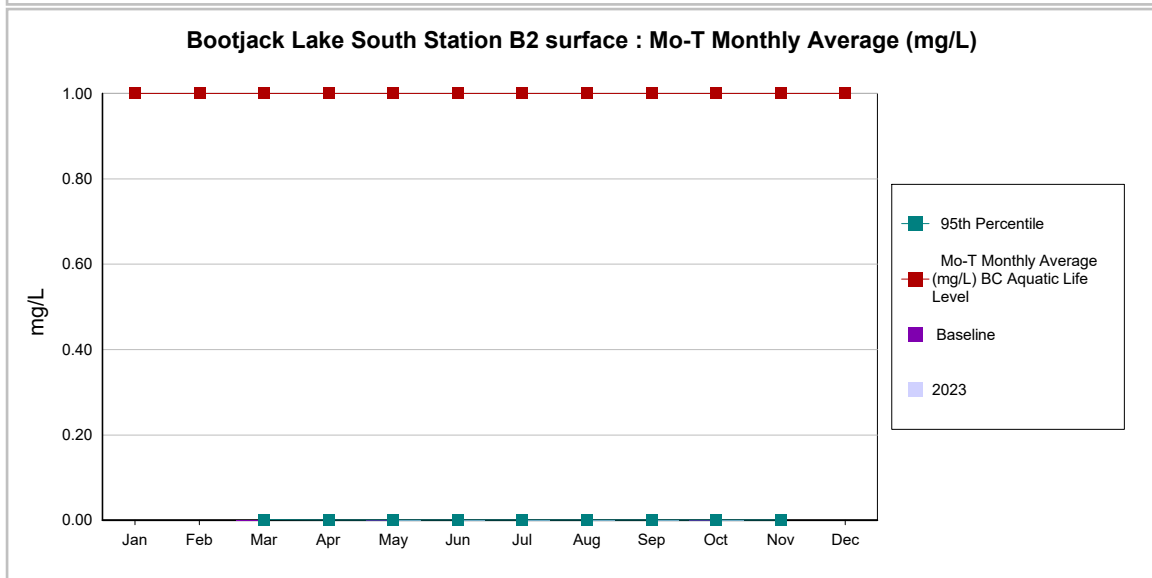 Bootjack Lake South Station B2 surface : Mo-T Monthly Average (mg/L)
mg/L
1.00
0.80
0.60
0.40
0.20
0.00
Jan Feb Mar Apr May Jun Jul Aug Sep Oct Nov Dec
95th Percentile
Mo-T Monthly Average
(mg/L) BC Aquatic Life
Level
Baseline
2023